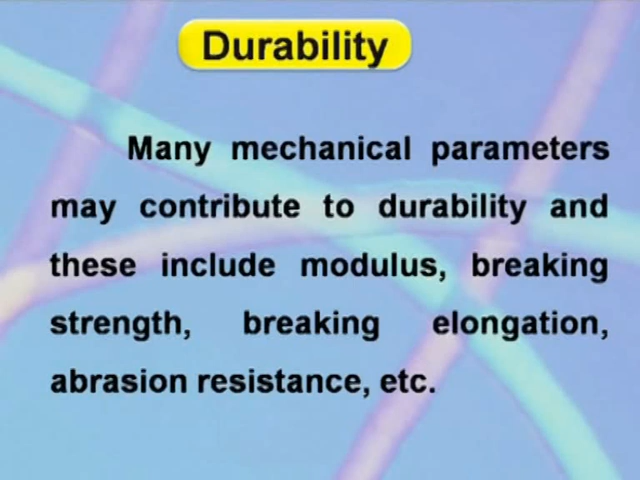 Durability
Many mechanical parameters
may contribute to durability and
these include modulus, breaking
strength, breaking elongation,
abrasion resistance, etc.